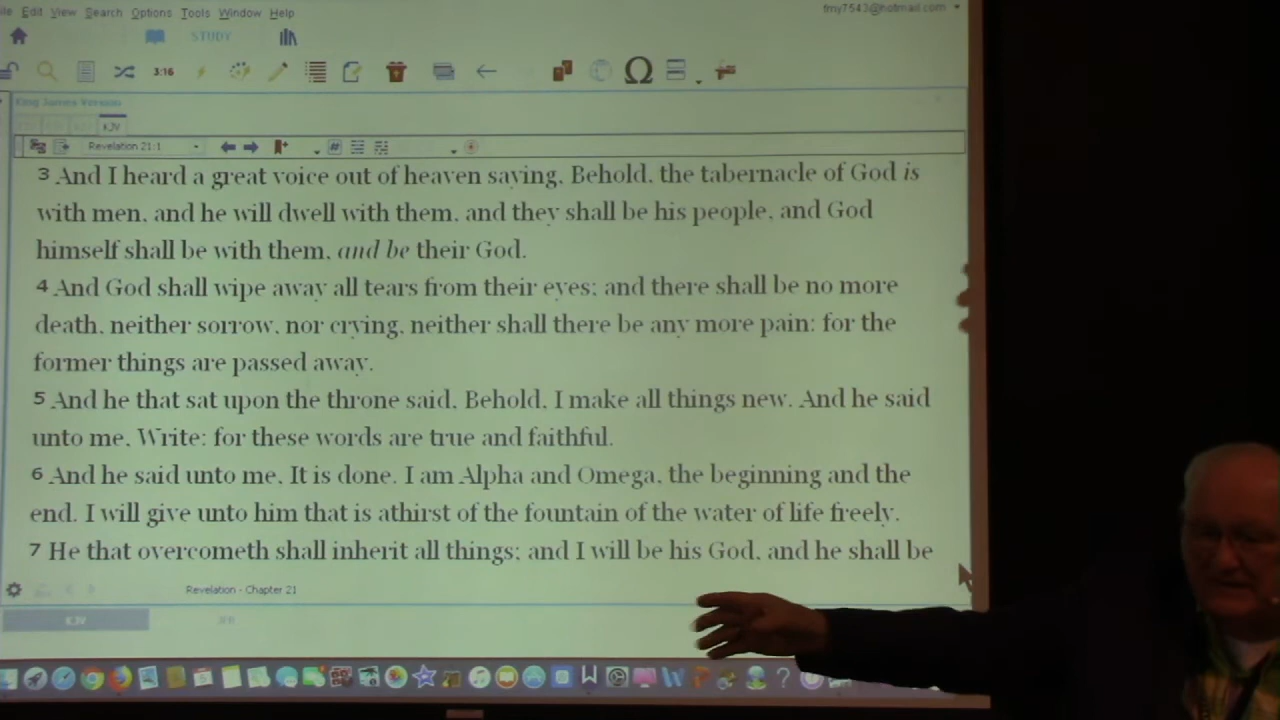 Edit View Search Options Tools Window Help
fmy7543@hotmail.com
STUDY
3:16
Ω
King James Version
KJV
Revelation 21:1
#
3 And I heard a great voice out of heaven saying, Behold, the tabernacle of God is
with men, and he will dwell with them, and they shall be his people, and God
himself shall be with them, and be their God.
4 And God shall wipe away all tears from their eyes; and there shall be no more
death, neither sorrow, nor crying, neither shall there be any more pain: for the
former things are passed away.
5 And he that sat upon the throne said, Behold, I make all things new. And he said
unto me, Write: for these words are true and faithful.
6 And he said unto me, It is done. I am Alpha and Omega, the beginning and the
end. I will give unto him that is athirst of the fountain of the water of life freely.
7 He that overcometh shall inherit all things; and I will be his God, and he shall be
Revelation - Chapter 21
KJV